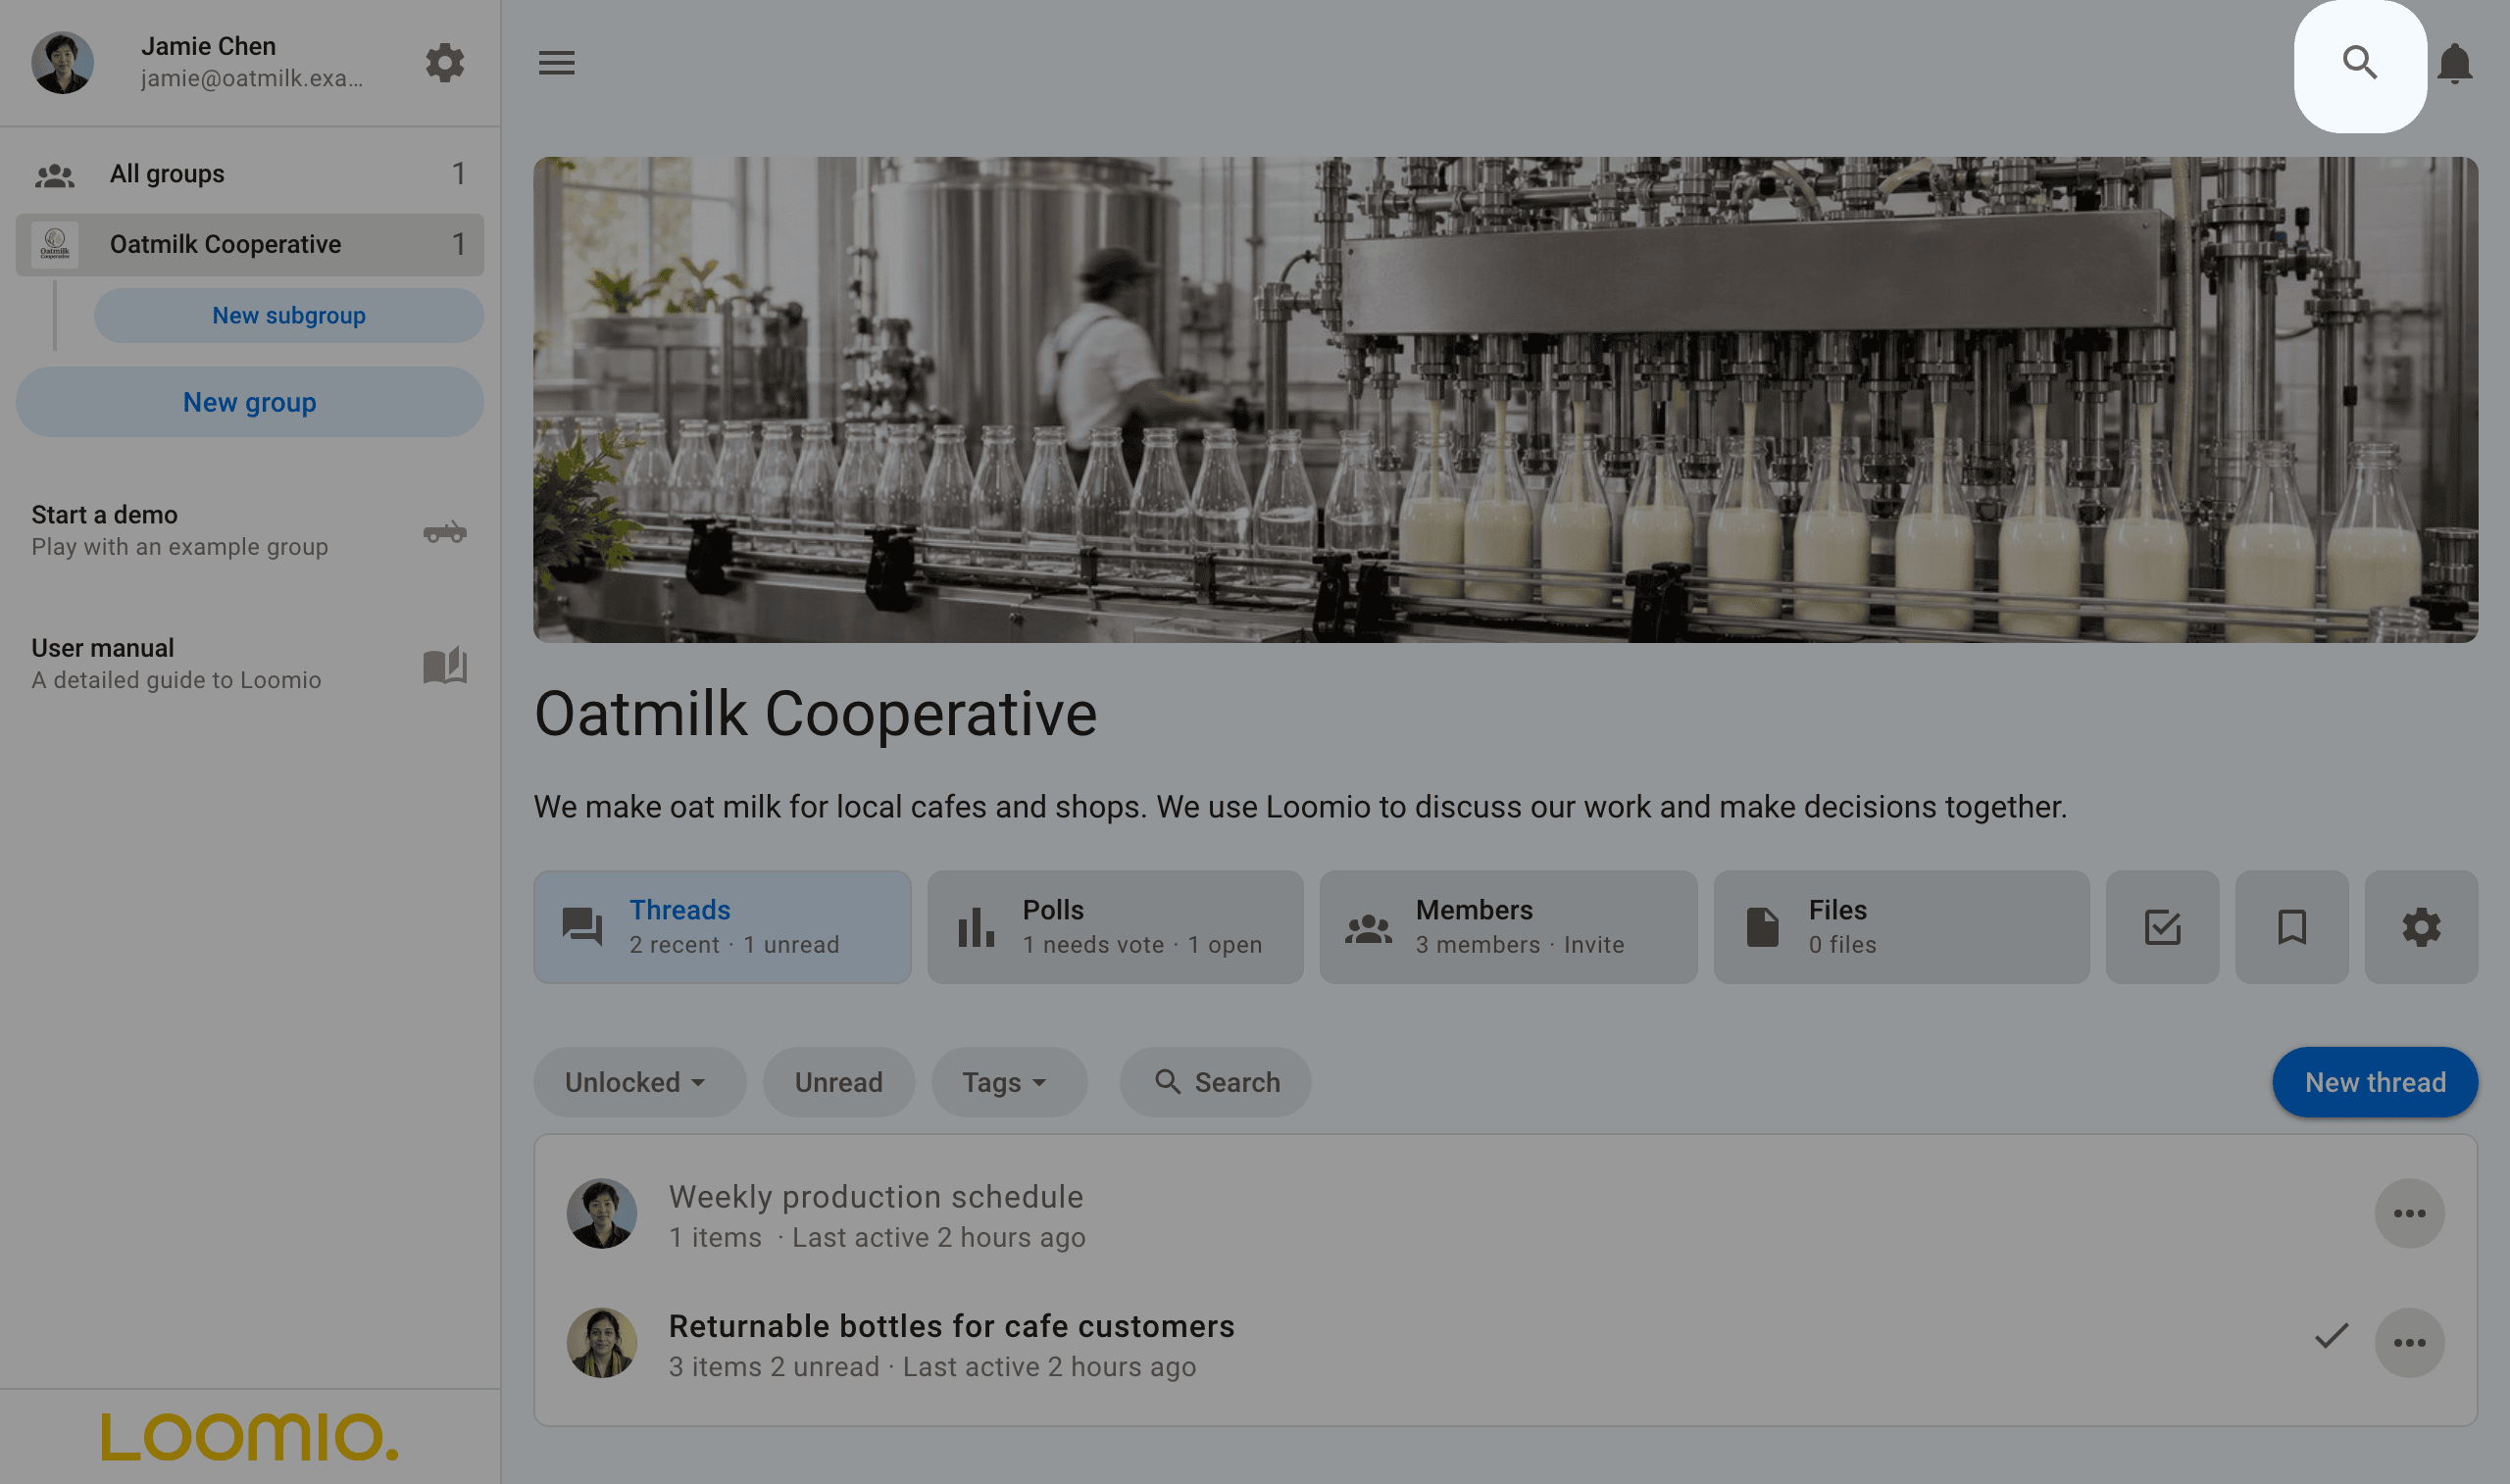 Jamie Chen
jamie@oatmilk.exa...
All groups 1
Oatmilk Cooperative
Oatmilk Cooperative 1
New subgroup
New group
Start a demo
Play with an example group
User manual
A detailed guide to Loomio
LOOMIO.
Oatmilk Cooperative
We make oat milk for local cafes and shops. We use Loomio to discuss our work and make decisions together.
Threads
2 recent · 1 unread
Polls
1 needs vote · 1 open
Members
3 members · Invite
Files
0 files
Unlocked Unread Tags Search New thread
Weekly production schedule
1 items · Last active 2 hours ago
Returnable bottles for cafe customers
3 items 2 unread · Last active 2 hours ago